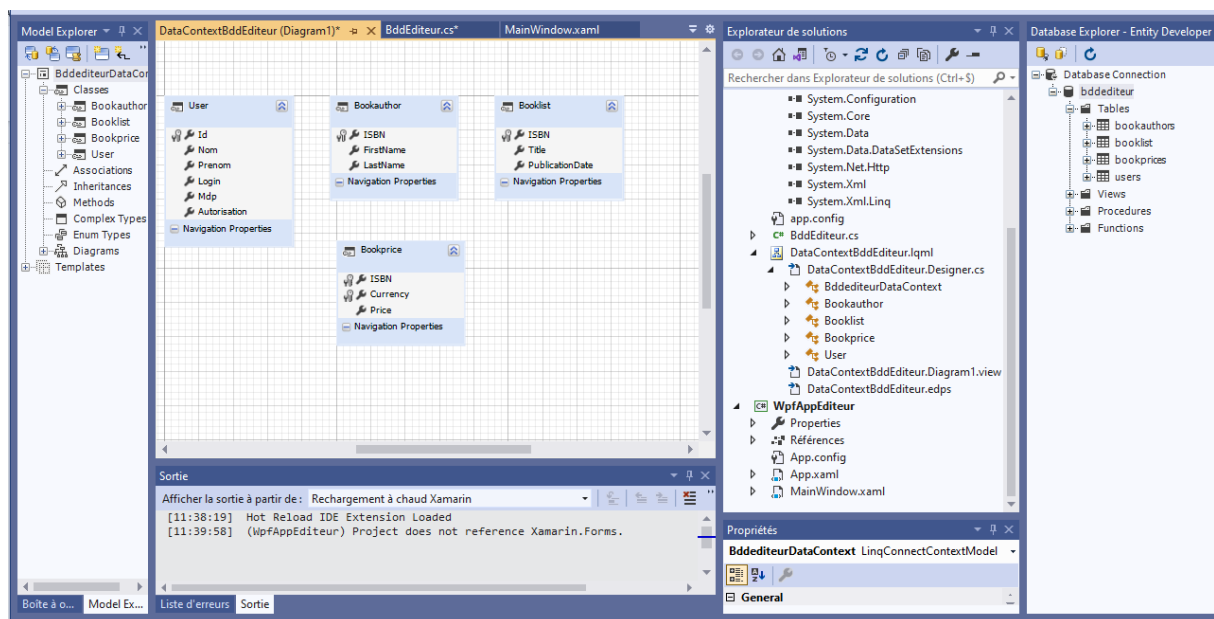 Model Explorer
BddediteurDataCor
Classes
Bookauthor
Booklist
Bookprice
User
Associations
Inheritances
Methods
Complex Types
Enum Types
Diagrams
Templates
Boîte à o...
Model Ex...
DataContextBddEditeur (Diagram1)*
BddEditeur.cs*
MainWindow.xaml
User
Id
Nom
Prenom
Login
Mdp
Autorisation
Navigation Properties
Bookauthor
ISBN
FirstName
LastName
Navigation Properties
Booklist
ISBN
Title
PublicationDate
Navigation Properties
Bookprice
ISBN
Currency
Price
Navigation Properties
Sortie
Afficher la sortie à partir de : Rechargement à chaud Xamarin
[11:38:19] Hot Reload IDE Extension Loaded
[11:39:58] (WpfAppEditeur) Project does not reference Xamarin.Forms.
Liste d'erreurs
Sortie
Explorateur de solutions
Rechercher dans Explorateur de solutions (Ctrl+$)
System.Configuration
System.Core
System.Data
System.Data.DataSetExtensions
System.Net.Http
System.Xml
System.Xml.Linq
app.config
C# BddEditeur.cs
DataContextBddEditeur.lqml
DataContextBddEditeur.Designer.cs
BddediteurDataContext
Bookauthor
Booklist
Bookprice
User
DataContextBddEditeur.Diagram1.view
DataContextBddEditeur.edps
C# WpfAppEditeur
Properties
Références
App.config
App.xaml
MainWindow.xaml
Propriétés
BddediteurDataContext LinqConnectContextModel
General
Database Explorer - Entity Developer
Database Connection
bddediteur
Tables
bookauthors
booklist
bookprices
users
Views
Procedures
Functions